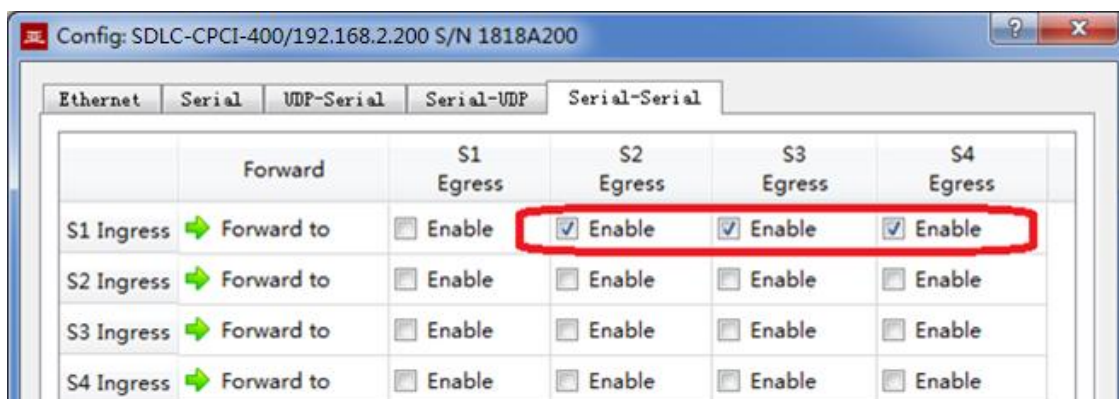 亚 Config: SDLC-CPCI-400/192.168.2.200 S/N 1818A200 ? x
Ethernet Serial UDP-Serial Serial-UDP Serial-Serial
Forward S1 Egress S2 Egress S3 Egress S4 Egress
S1 Ingress Forward to Enable Enable Enable Enable
S2 Ingress Forward to Enable Enable Enable Enable
S3 Ingress Forward to Enable Enable Enable Enable
S4 Ingress Forward to Enable Enable Enable Enable